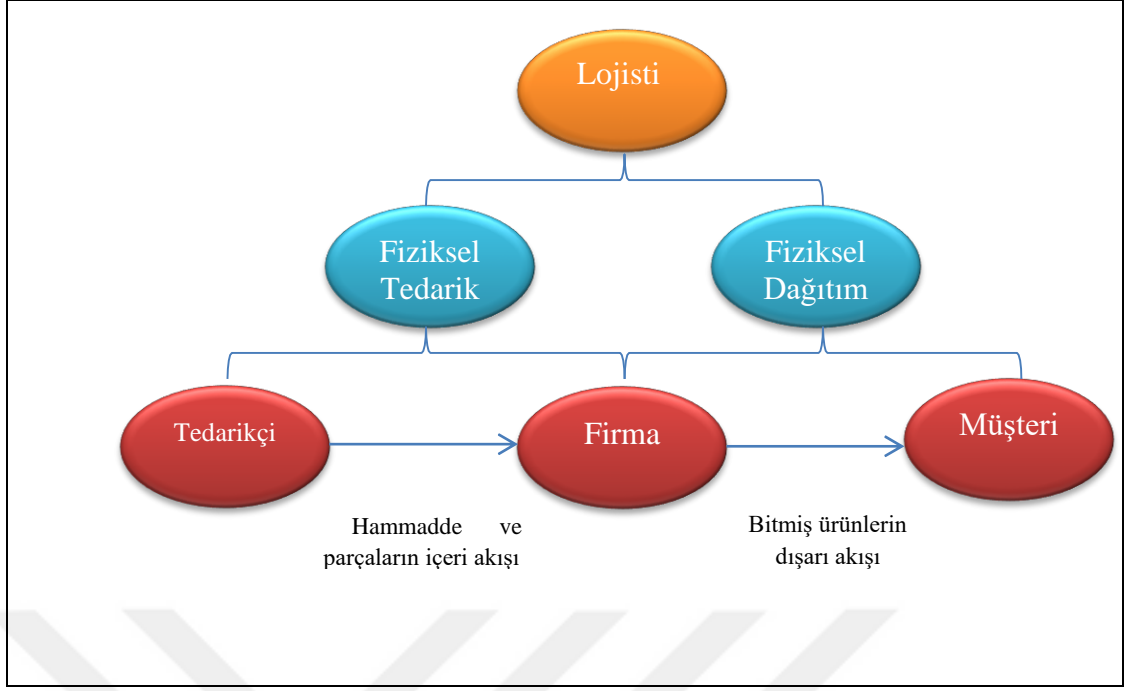 Lojisti
Fiziksel
Tedarik
Fiziksel
Dağıtım
Tedarikçi
Firma
Müşteri
Hammadde ve
parçaların içeri akışı
Bitmiş ürünlerin
dışarı akışı